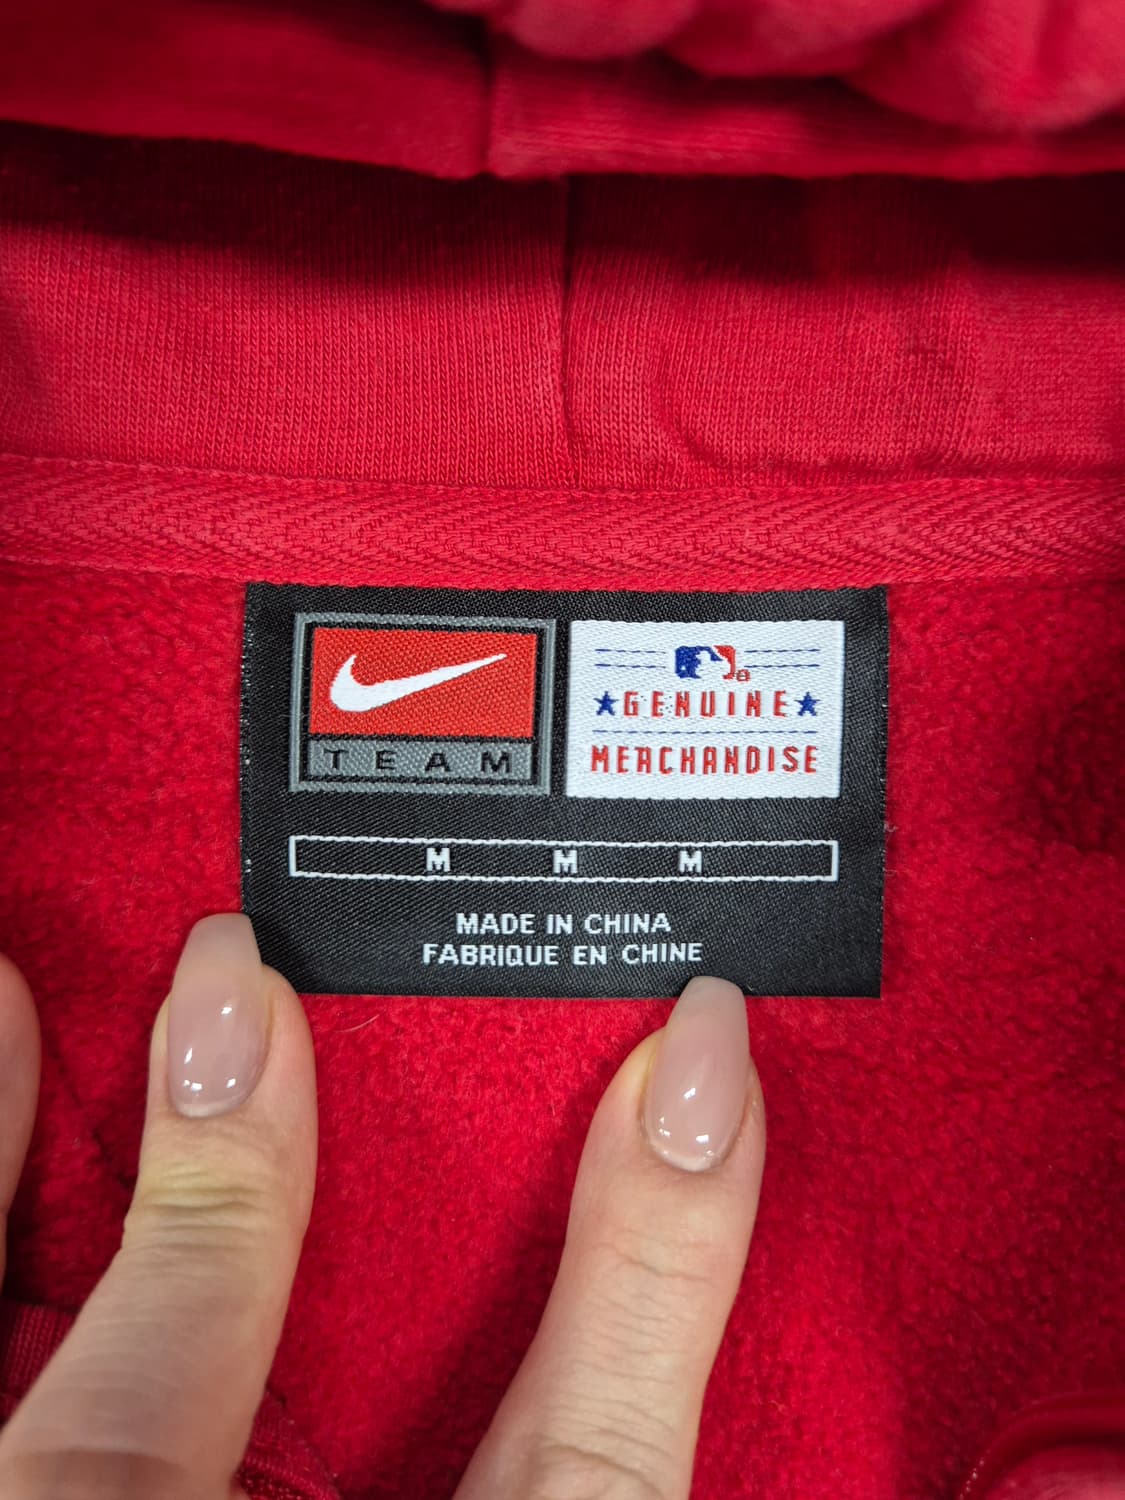 TEAM
GENUINE
MERCHANDISE
M M M
MADE IN CHINA
FABRIQUE EN CHINE